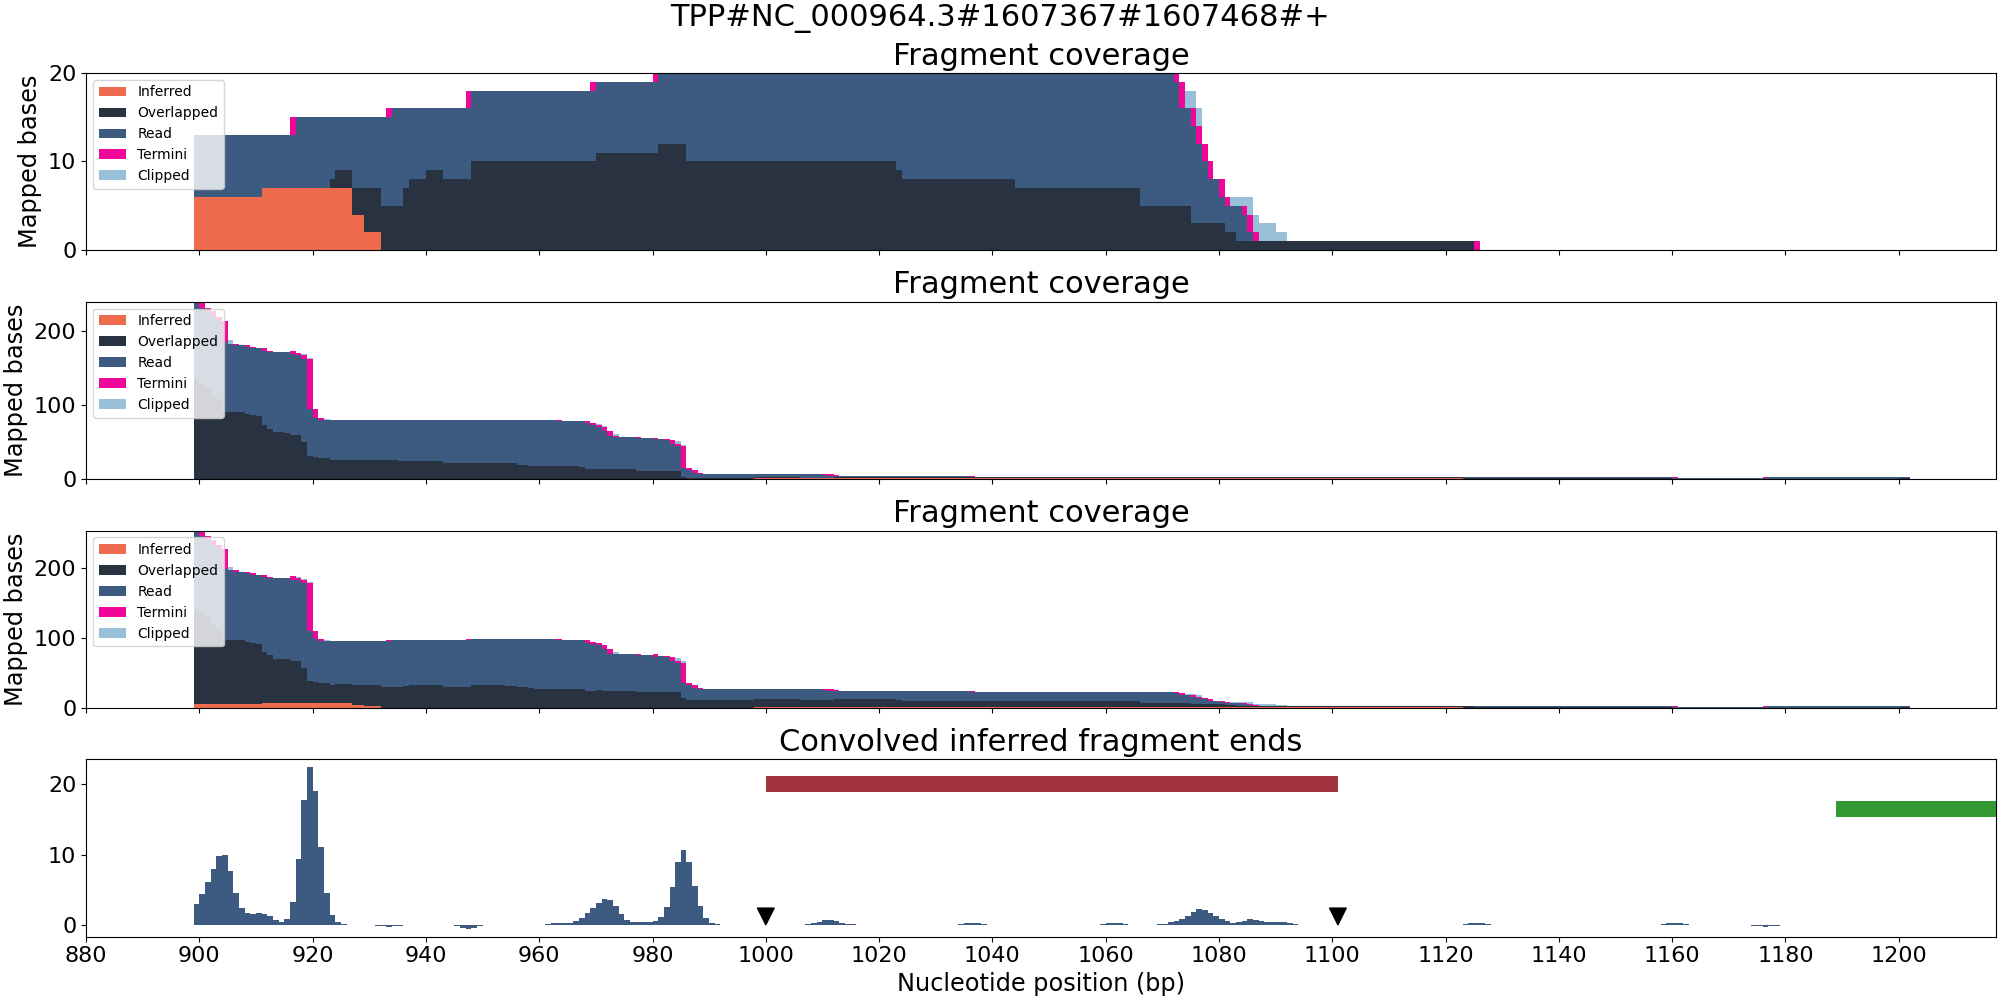 TPP#NC_000964.3#1607367#1607468#+
Fragment coverage
Mapped bases
20
10
0
Inferred
Overlapped
Read
Termini
Clipped
Fragment coverage
Mapped bases
200
100
0
Inferred
Overlapped
Read
Termini
Clipped
Fragment coverage
Mapped bases
200
100
0
Inferred
Overlapped
Read
Termini
Clipped
Convolved inferred fragment ends
20
10
0
880 900 920 940 960 980 1000 1020 1040 1060 1080 1100 1120 1140 1160 1180 1200
Nucleotide position (bp)